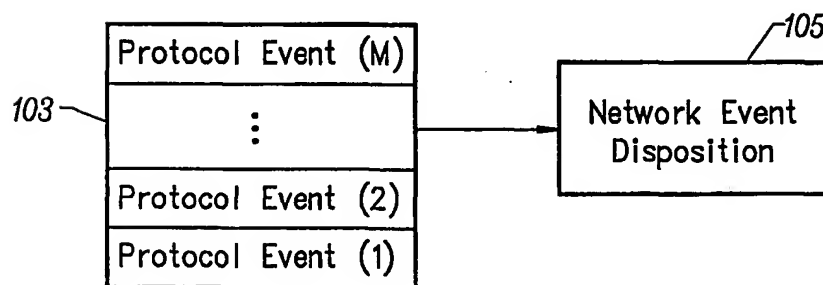 105
Protocol Event (M)
103
⋮
Network Event
Disposition
Protocol Event (2)
Protocol Event (1)